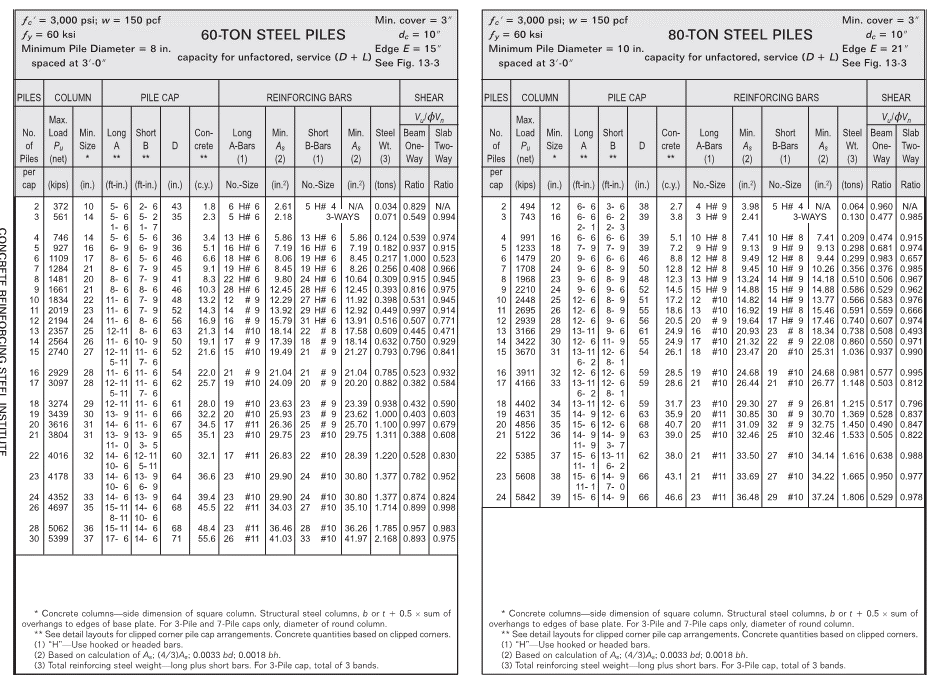 CONCRETE REINFORCING STEEL INSTITUTE
fc′ = 3,000 psi; w = 150 pcf
fy = 60 ksi
Minimum Pile Diameter = 8 in.
spaced at 3′-0″
60-TON STEEL PILES
capacity for unfactored, service (D + L)
Min. cover = 3″
dc = 10″
Edge E = 15″
See Fig. 13-3
PILES COLUMN PILE CAP REINFORCING BARS SHEAR
Vu/ϕVn
No. of Piles Max. Load Pu (net) Min. Size * Long A ** Short B ** D Con-crete ** Long A-Bars (1) Min. As (2) Short B-Bars (1) Min. As (2) Steel Wt. (3) Beam One-Way Slab Two-Way
per cap (kips) (in.) (ft-in.) (ft-in.) (in.) (c.y.) No.-Size (in.²) No.-Size (in.²) (tons) Ratio Ratio
2 372 10 5- 6 2- 6 43 1.8 6 H# 6 2.61 5 H# 4 N/A 0.034 0.829 N/A
3 561 14 5- 6 5- 2 35 2.3 5 H# 6 2.18 3-WAYS 0.071 0.549 0.994
1- 6 1- 7
4 746 14 5- 6 5- 6 36 3.4 13 H# 6 5.86 13 H# 6 5.86 0.124 0.539 0.974
5 927 16 6- 9 6- 9 36 5.1 16 H# 6 7.19 16 H# 6 7.19 0.182 0.937 0.915
6 1109 17 8- 6 5- 6 46 6.6 18 H# 6 8.06 19 H# 6 8.45 0.217 1.000 0.523
7 1284 21 8- 6 7- 9 45 9.1 19 H# 6 8.45 19 H# 6 8.26 0.256 0.408 0.966
8 1481 20 8- 6 7- 9 41 8.3 22 H# 6 9.80 24 H# 6 10.64 0.309 0.915 0.945
9 1661 21 8- 6 8- 6 46 10.3 28 H# 6 12.45 28 H# 6 12.45 0.393 0.816 0.975
10 1834 22 11- 6 7- 9 48 13.2 12 # 9 12.29 27 H# 6 11.92 0.398 0.531 0.945
11 2019 23 11- 6 7- 9 52 14.3 14 # 9 13.92 29 H# 6 12.92 0.449 0.997 0.914
12 2194 24 11- 6 8- 6 56 16.9 16 # 9 15.79 31 H# 6 13.91 0.516 0.507 0.771
13 2357 25 12-11 8- 6 63 21.3 14 #10 18.14 18 # 9 17.58 0.609 0.445 0.471
14 2564 26 11- 6 10- 9 50 19.1 17 # 9 17.39 18 # 9 18.14 0.632 0.750 0.929
15 2740 27 12-11 11- 6 52 21.6 15 #10 19.49 21 # 9 21.27 0.793 0.796 0.841
5-11 7- 6
16 2929 28 11- 6 11- 6 54 22.0 21 # 9 21.04 21 # 9 21.04 0.785 0.523 0.932
17 3097 28 12-11 11- 6 62 25.7 19 #10 24.09 20 # 9 20.20 0.882 0.382 0.584
5-11 7- 6
18 3274 29 12-11 11- 6 61 28.0 19 #10 23.63 23 # 9 23.39 0.938 0.432 0.590
19 3439 30 13- 9 11- 6 66 32.2 20 #10 25.93 23 # 9 23.62 1.000 0.403 0.603
20 3616 31 14- 6 11- 6 67 34.5 17 #11 26.36 25 # 9 25.70 1.100 0.997 0.679
21 3804 31 13- 9 13- 9 65 35.1 23 #10 29.75 23 #10 29.75 1.311 0.388 0.608
11- 0 3- 5
22 4016 32 14- 6 12-11 60 32.1 17 #11 26.83 22 #10 28.39 1.220 0.528 0.830
10- 6 5-11
23 4178 33 14- 6 13- 9 64 36.6 23 #10 29.90 24 #10 30.80 1.377 0.782 0.952
10- 6 6- 9
24 4352 33 14- 6 13- 9 64 39.4 23 #10 29.90 24 #10 30.80 1.377 0.874 0.824
26 4697 35 15-11 14- 6 68 45.5 22 #11 34.03 27 #10 35.10 1.714 0.899 0.998
8-11 10- 6
28 5062 36 15-11 14- 6 68 48.4 23 #11 36.46 28 #10 36.26 1.785 0.957 0.983
30 5399 37 17- 6 14- 6 71 55.6 26 #11 41.03 33 #10 41.97 2.168 0.893 0.975
* Concrete columns—side dimension of square column. Structural steel columns, b or t + 0.5 × sum of
overhangs to edges of base plate. For 3-Pile and 7-Pile caps only, diameter of round column.
** See detail layouts for clipped corner pile cap arrangements. Concrete quantities based on clipped corners.
(1) “H”—Use hooked or headed bars.
(2) Based on calculation of As; (4/3)As; 0.0033 bd; 0.0018 bh.
(3) Total reinforcing steel weight—long plus short bars. For 3-Pile cap, total of 3 bands.
fc′ = 3,000 psi; w = 150 pcf
fy = 60 ksi
Minimum Pile Diameter = 10 in.
spaced at 3′-0″
80-TON STEEL PILES
capacity for unfactored, service (D + L)
Min. cover = 3″
dc = 10″
Edge E = 21″
See Fig. 13-3
PILES COLUMN PILE CAP REINFORCING BARS SHEAR
Vu/ϕVn
No. of Piles Max. Load Pu (net) Min. Size * Long A ** Short B ** D Con-crete ** Long A-Bars (1) Min. As (2) Short B-Bars (1) Min. As (2) Steel Wt. (3) Beam One-Way Slab Two-Way
per cap (kips) (in.) (ft-in.) (ft-in.) (in.) (c.y.) No.-Size (in.²) No.-Size (in.²) (tons) Ratio Ratio
2 494 12 6- 6 3- 6 38 2.7 4 H# 9 3.98 5 H# 4 N/A 0.064 0.960 N/A
3 743 16 6- 6 6- 2 39 3.8 4 H# 9 2.41 3-WAYS 0.130 0.477 0.985
2- 1 2- 3
4 991 16 6- 6 6- 6 39 5.1 10 H# 8 7.41 10 H# 8 7.41 0.209 0.474 0.915
5 1233 18 7- 9 7- 9 39 7.2 9 H# 9 9.13 9 H# 9 9.13 0.298 0.681 0.974
6 1479 20 9- 6 6- 6 46 8.8 12 H# 8 9.49 12 H# 8 9.44 0.299 0.983 0.657
7 1708 24 9- 6 8- 9 50 12.8 12 H# 8 9.45 10 H# 9 10.26 0.356 0.376 0.985
8 1968 23 9- 6 8- 9 48 12.3 13 H# 9 13.24 14 H# 9 14.18 0.510 0.506 0.967
9 2210 24 9- 6 9- 6 52 14.5 15 H# 9 14.88 15 H# 9 14.88 0.586 0.529 0.962
10 2448 25 12- 6 8- 9 51 17.2 12 #10 14.82 14 H# 9 13.77 0.566 0.583 0.976
11 2695 26 12- 6 8- 9 55 18.6 13 #10 16.92 15 H# 9 15.46 0.591 0.559 0.666
12 2939 28 12- 6 9- 6 56 20.5 20 # 9 19.64 17 H# 9 17.46 0.740 0.607 0.974
13 3166 29 13-11 9- 6 61 24.9 16 #10 20.93 23 # 8 18.34 0.738 0.508 0.493
14 3422 30 12- 6 11- 9 55 24.9 17 #10 21.32 22 # 9 22.08 0.860 0.550 0.971
15 3670 31 13-11 12- 6 54 26.1 18 #10 23.47 20 #10 25.31 1.036 0.937 0.990
6- 2 8- 1
16 3911 32 12- 6 12- 6 59 28.5 19 #10 24.68 19 #10 24.68 0.981 0.577 0.995
17 4166 33 13-11 12- 6 59 28.6 21 #10 26.44 21 #10 26.77 1.148 0.503 0.812
6- 2 8- 1
18 4402 34 13-11 12- 6 59 31.7 23 #10 29.30 27 # 9 26.81 1.215 0.517 0.796
19 4631 35 14- 9 12- 6 63 35.9 20 #11 30.85 30 # 9 30.70 1.369 0.528 0.837
20 4856 35 15- 6 12- 6 68 40.7 20 #11 31.09 32 # 9 32.75 1.450 0.490 0.847
21 5122 36 14- 9 14- 9 63 39.0 25 #10 32.46 25 #10 32.46 1.533 0.505 0.822
11- 9 3- 7
22 5385 37 15- 6 13-11 62 38.0 21 #11 33.50 27 #10 34.14 1.616 0.638 0.988
11- 1 6- 2
23 5608 38 15- 6 14- 9 66 43.1 21 #11 33.69 27 #10 34.22 1.665 0.950 0.977
11- 1 7- 0
24 5842 39 15- 6 14- 9 66 46.6 23 #11 36.48 29 #10 37.24 1.806 0.529 0.978
* Concrete columns—side dimension of square column. Structural steel columns, b or t + 0.5 × sum of
overhangs to edges of base plate. For 3-Pile and 7-Pile caps only, diameter of round column.
** See detail layouts for clipped corner pile cap arrangements. Concrete quantities based on clipped corners.
(1) “H”—Use hooked or headed bars.
(2) Based on calculation of As; (4/3)As; 0.0033 bd; 0.0018 bh.
(3) Total reinforcing steel weight—long plus short bars. For 3-Pile cap, total of 3 bands.